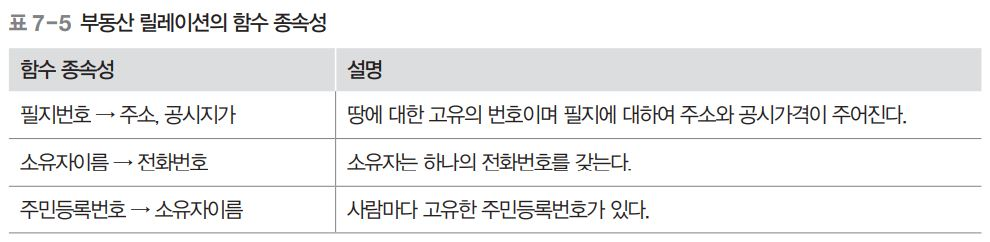 표 7-5 부동산 릴레이션의 함수 종속성
함수 종속성 설명
필지번호 → 주소, 공시지가 땅에 대한 고유의 번호이며 필지에 대하여 주소와 공시가격이 주어진다.
소유자이름 → 전화번호 소유자는 하나의 전화번호를 갖는다.
주민등록번호 → 소유자이름 사람마다 고유한 주민등록번호가 있다.